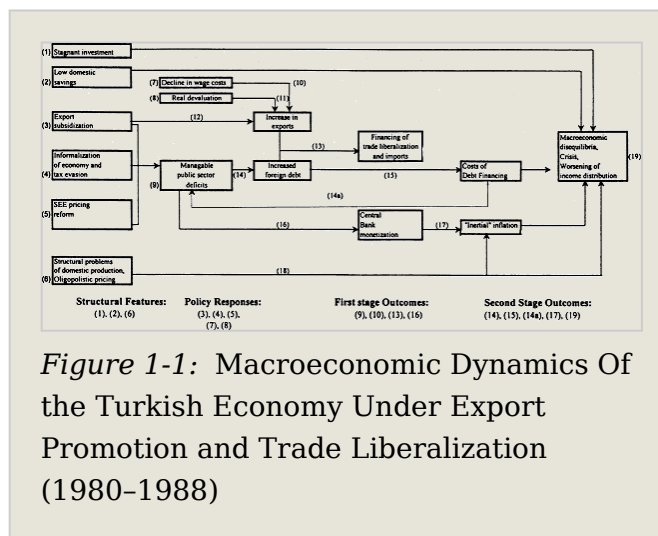 (1) Stagnant investment
(2) Low domestic
savings
(7) Decline in wage costs
(10)
(8) Real devaluation
(11)
(3) Export
subsidization
(12)
Increase in
exports
(13)
Financing of
trade liberalization
and imports
Macroeconomic
disequilibria,
Crisis,
Worsening of
income distribution
(19)
(4) Informalization
of economy and
tax evasion
(9) Managable
public sector
deficits
(14)
Increased
foreign debt
(15)
Costs of
Debt Financing
(14a)
(5) SEE pricing
reform
(16)
Central
Bank
monetization
(17)
"Inertial" inflation
(6) Structural problems
of domestic production,
Oligopolistic pricing
(18)
Structural Features:
(1), (2), (6)
Policy Responses:
(3), (4), (5),
(7), (8)
First stage Outcomes:
(9), (10), (13), (16)
Second Stage Outcomes:
(14), (15), (14a), (17), (19)
Figure 1-1: Macroeconomic Dynamics Of
the Turkish Economy Under Export
Promotion and Trade Liberalization
(1980–1988)